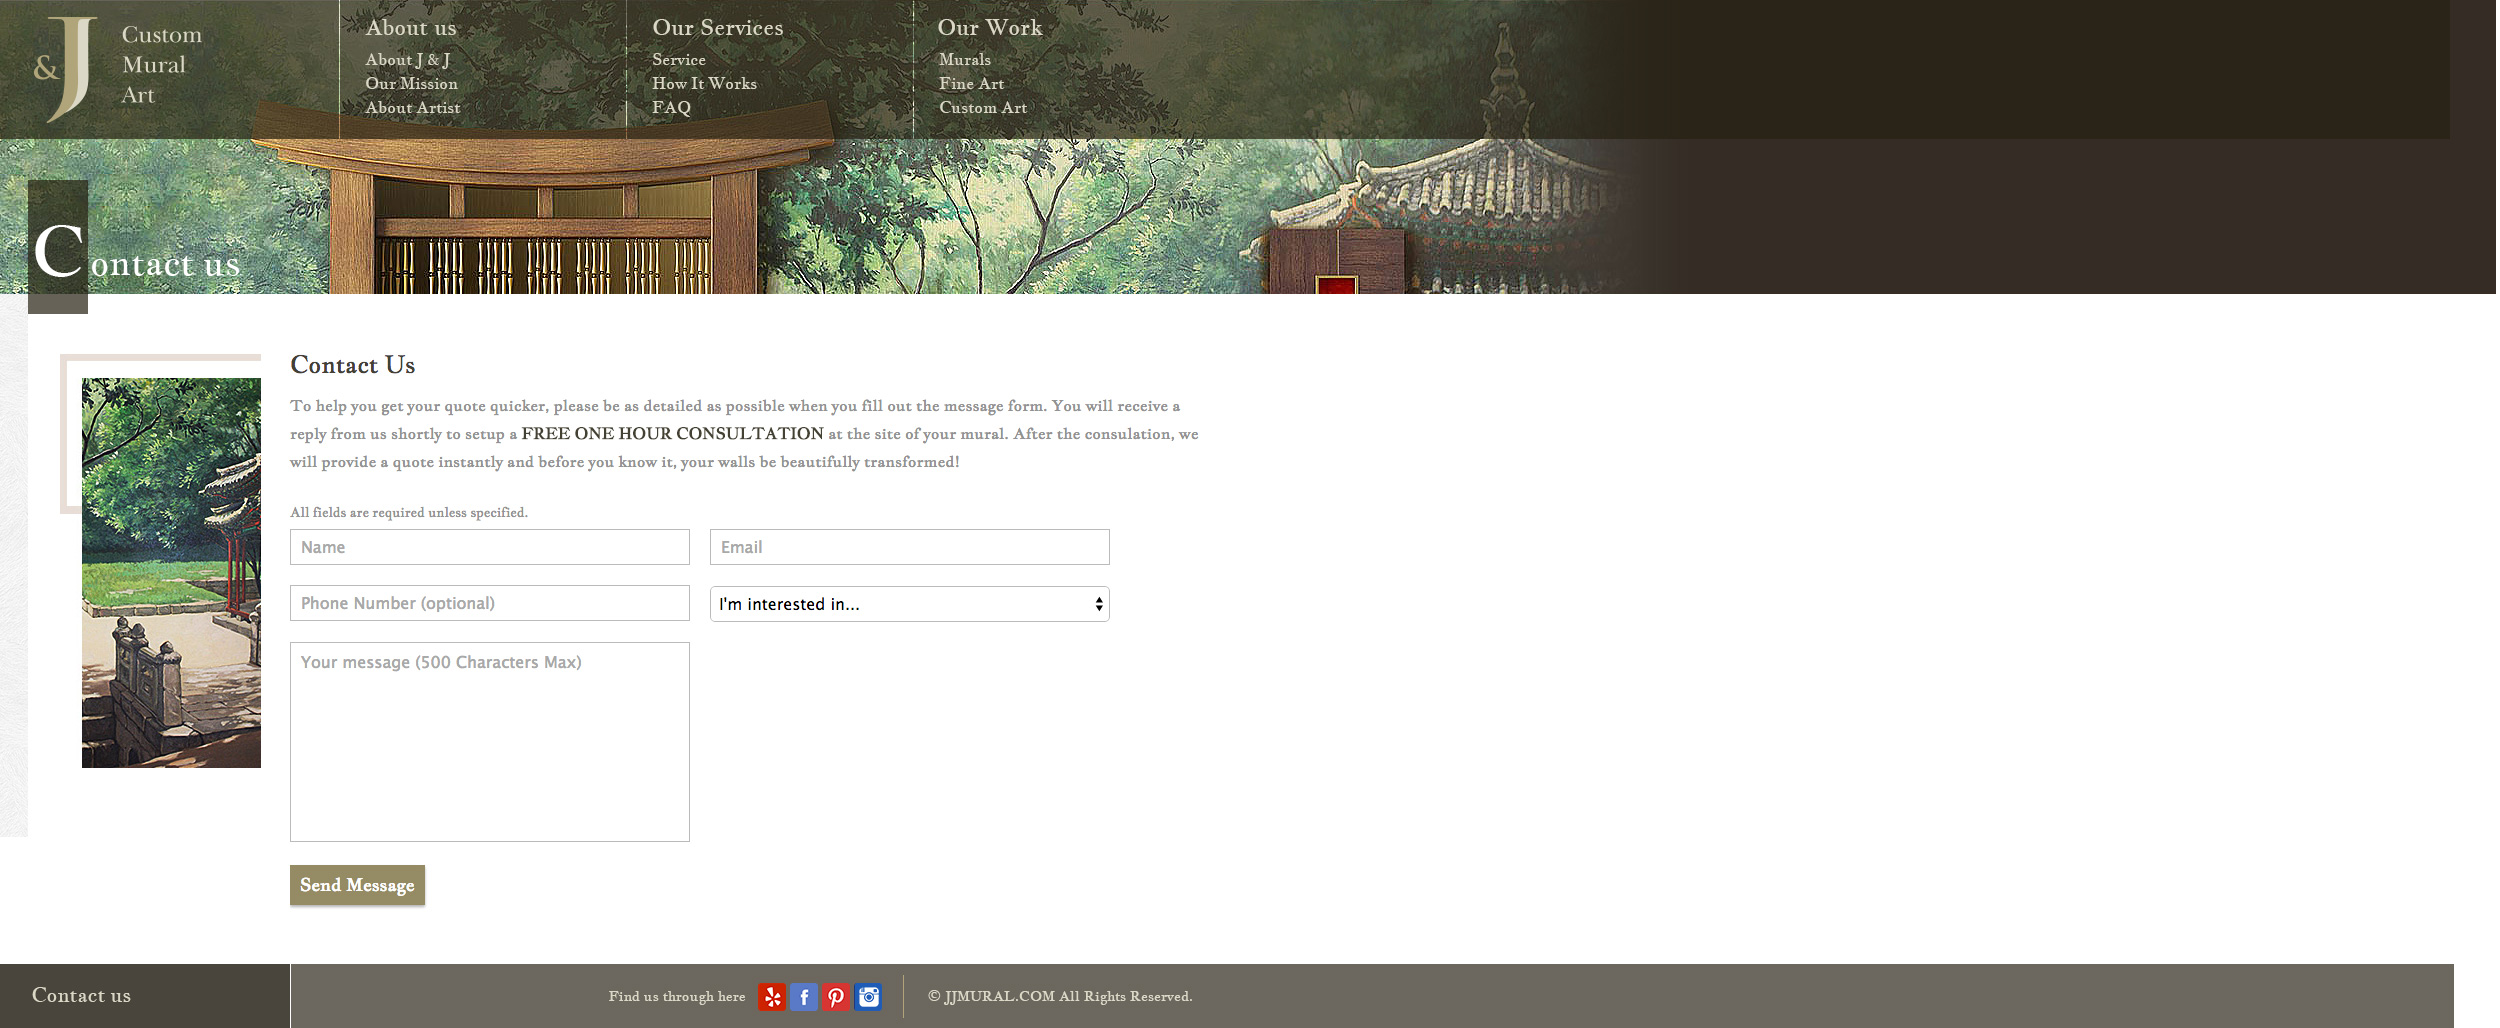 &J
Custom
Mural
Art
About us
About J & J
Our Mission
About Artist
Our Services
Service
How It Works
FAQ
Our Work
Murals
Fine Art
Custom Art
Contact us
Contact Us
To help you get your quote quicker, please be as detailed as possible when you fill out the message form. You will receive a
reply from us shortly to setup a FREE ONE HOUR CONSULTATION at the site of your mural. After the consulation, we
will provide a quote instantly and before you know it, your walls be beautifully transformed!
All fields are required unless specified.
Name
Email
Phone Number (optional)
I'm interested in...
Your message (500 Characters Max)
Send Message
Contact us
Find us through here
© JJMURAL.COM All Rights Reserved.